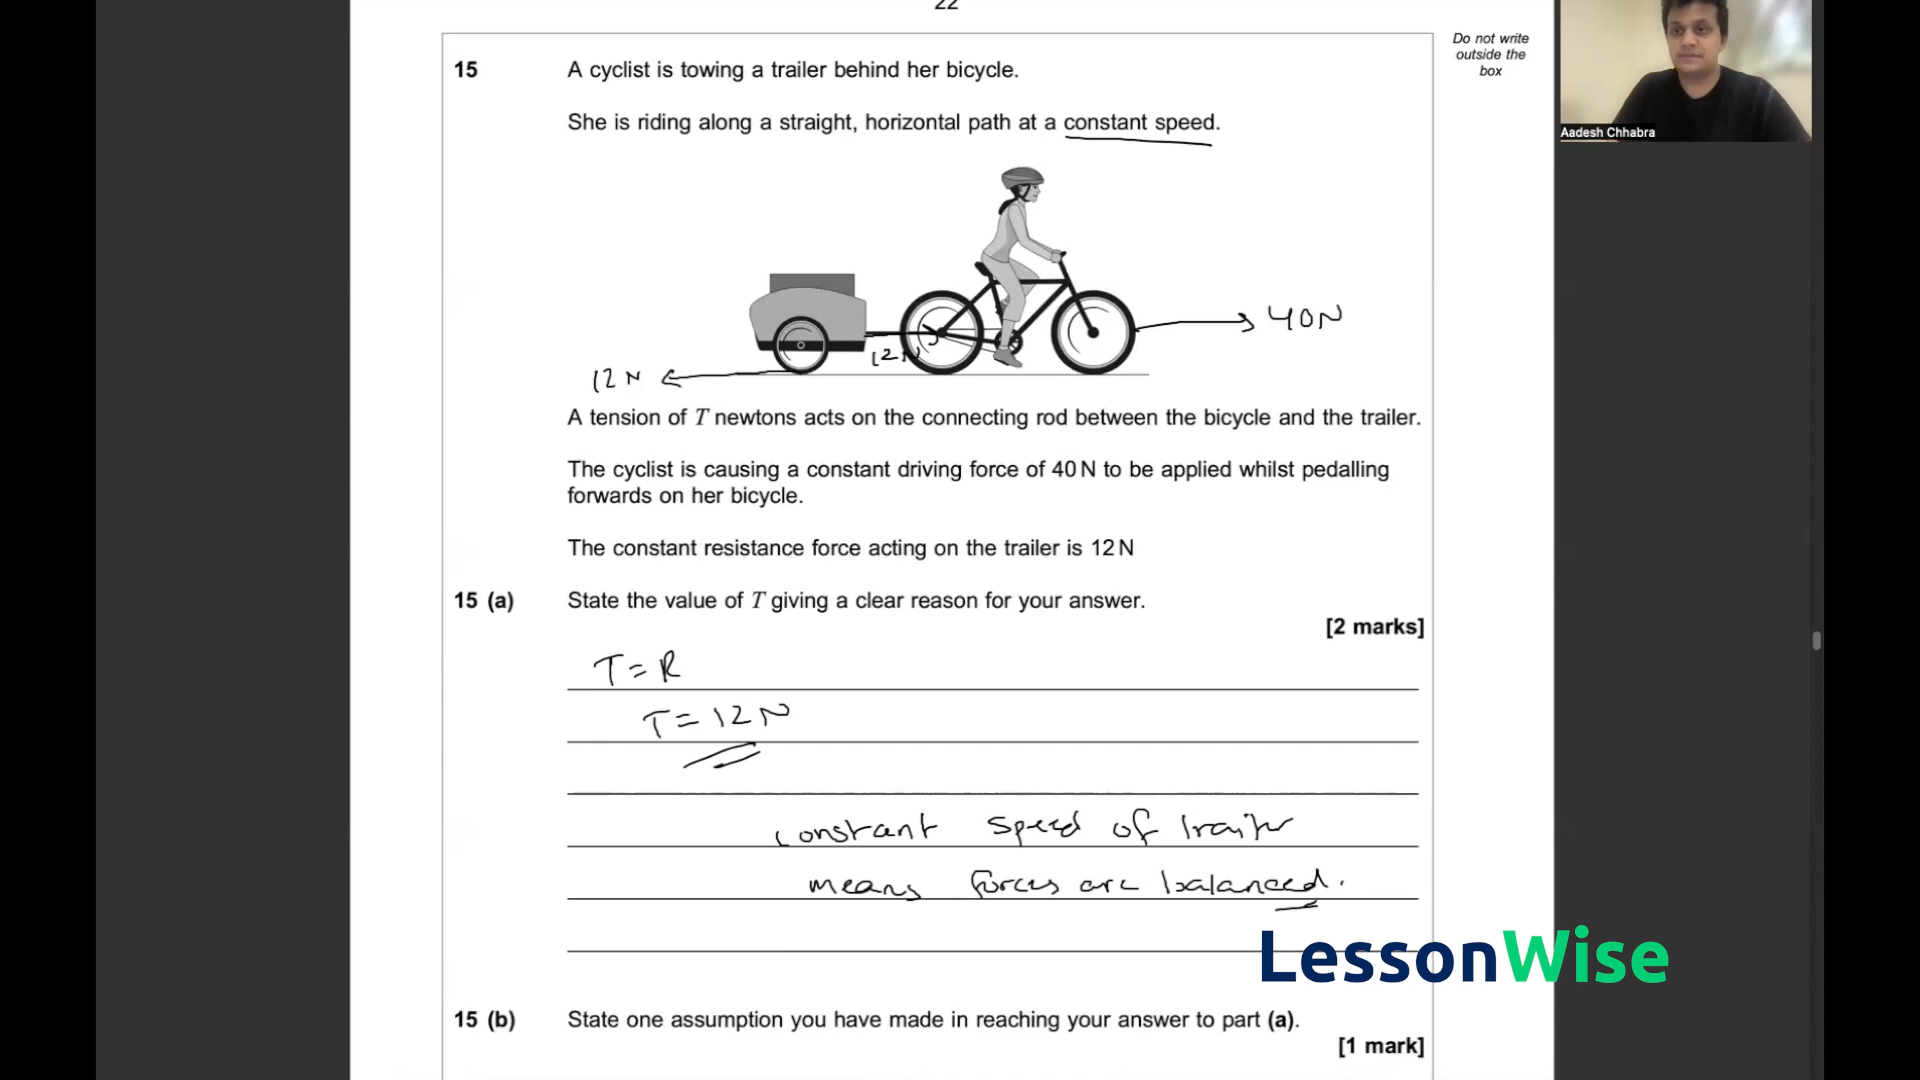 22
Do not write
outside the
box
Aadesh Chhabra
15 A cyclist is towing a trailer behind her bicycle.
She is riding along a straight, horizontal path at a constant speed.
40N
12N
12N
A tension of T newtons acts on the connecting rod between the bicycle and the trailer.
The cyclist is causing a constant driving force of 40 N to be applied whilst pedalling
forwards on her bicycle.
The constant resistance force acting on the trailer is 12 N
15 (a) State the value of T giving a clear reason for your answer.
[2 marks]
T = R
T = 12N
constant speed of trailer
means forces are balanced.
LessonWise
15 (b) State one assumption you have made in reaching your answer to part (a).
[1 mark]